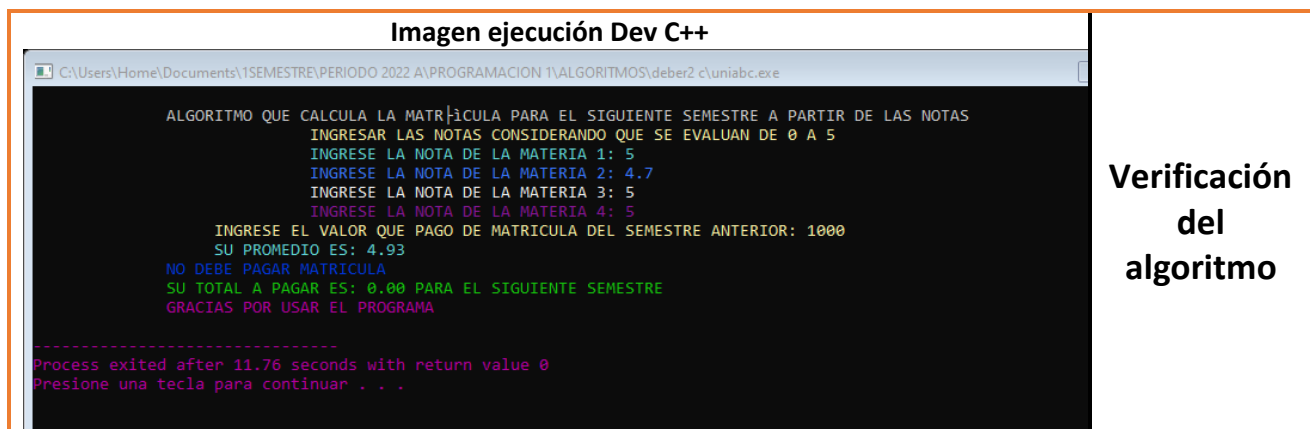 Imagen ejecución Dev C++
C:\Users\Home\Documents\1SEMESTRE\PERIODO 2022 A\PROGRAMACION 1\ALGORITMOS\deber2 c\uniabc.exe
ALGORITMO QUE CALCULA LA MATR├ìCULA PARA EL SIGUIENTE SEMESTRE A PARTIR DE LAS NOTAS
INGRESAR LAS NOTAS CONSIDERANDO QUE SE EVALUAN DE 0 A 5
INGRESE LA NOTA DE LA MATERIA 1: 5
INGRESE LA NOTA DE LA MATERIA 2: 4.7
INGRESE LA NOTA DE LA MATERIA 3: 5
INGRESE LA NOTA DE LA MATERIA 4: 5
INGRESE EL VALOR QUE PAGO DE MATRICULA DEL SEMESTRE ANTERIOR: 1000
SU PROMEDIO ES: 4.93
NO DEBE PAGAR MATRICULA
SU TOTAL A PAGAR ES: 0.00 PARA EL SIGUIENTE SEMESTRE
GRACIAS POR USAR EL PROGRAMA
--------------------------------
Process exited after 11.76 seconds with return value 0
Presione una tecla para continuar . . .
Verificación
del
algoritmo